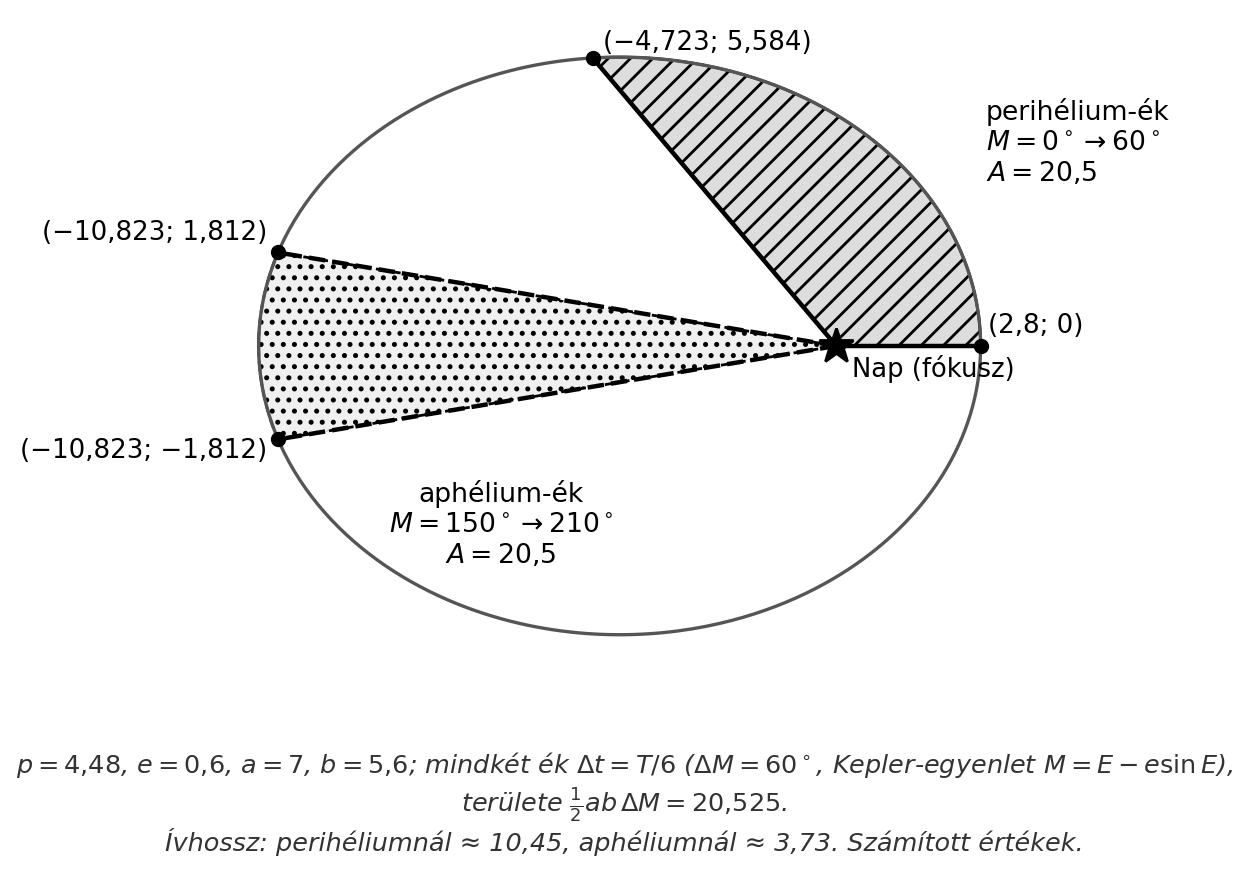 (−4,723; 5,584)
perihélium-ék
M = 0° → 60°
A = 20,5
(−10,823; 1,812)
(2,8; 0)
Nap (fókusz)
(−10,823; −1,812)
aphélium-ék
M = 150° → 210°
A = 20,5
p = 4,48, e = 0,6, a = 7, b = 5,6; mindkét ék Δt = T/6 (ΔM = 60°, Kepler-egyenlet M = E − e sin E),
területe 1/2 ab ΔM = 20,525.
Ívhossz: perihéliumnál ≈ 10,45, aphéliumnál ≈ 3,73. Számított értékek.